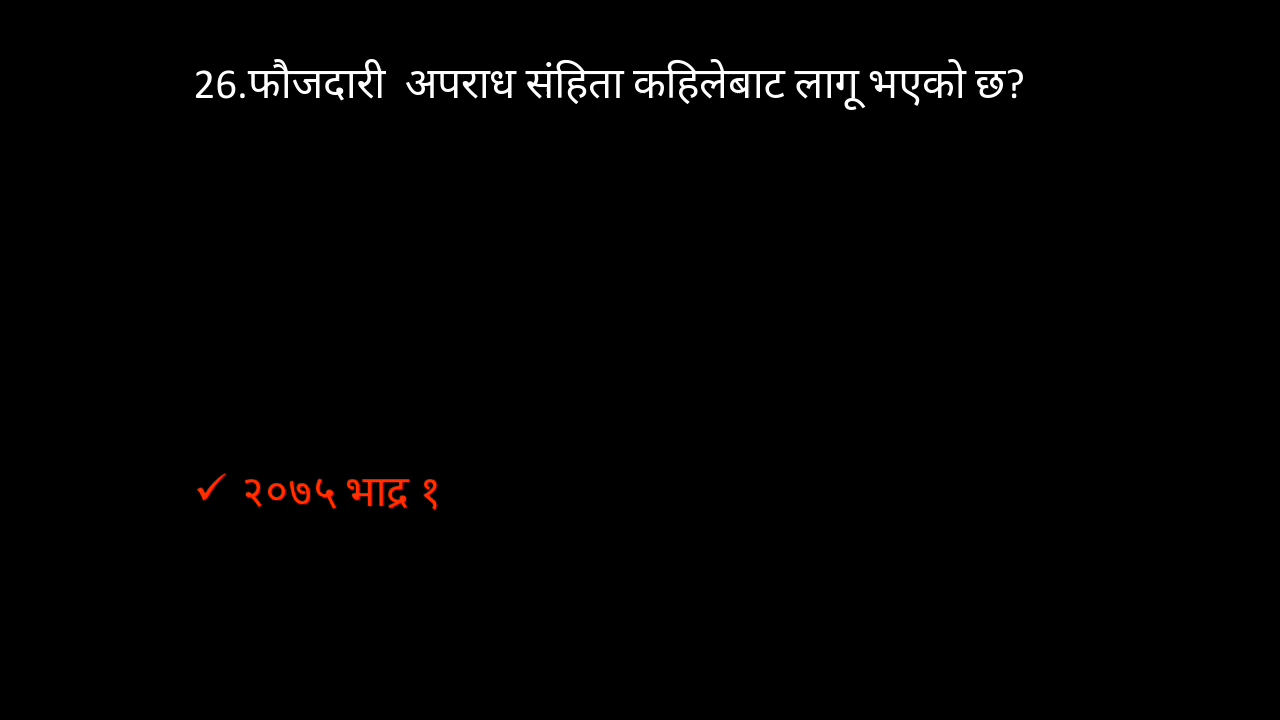 26.फौजदारी  अपराध संहिता कहिलेबाट लागू भएको छ?
✓ २०७५ भाद्र १